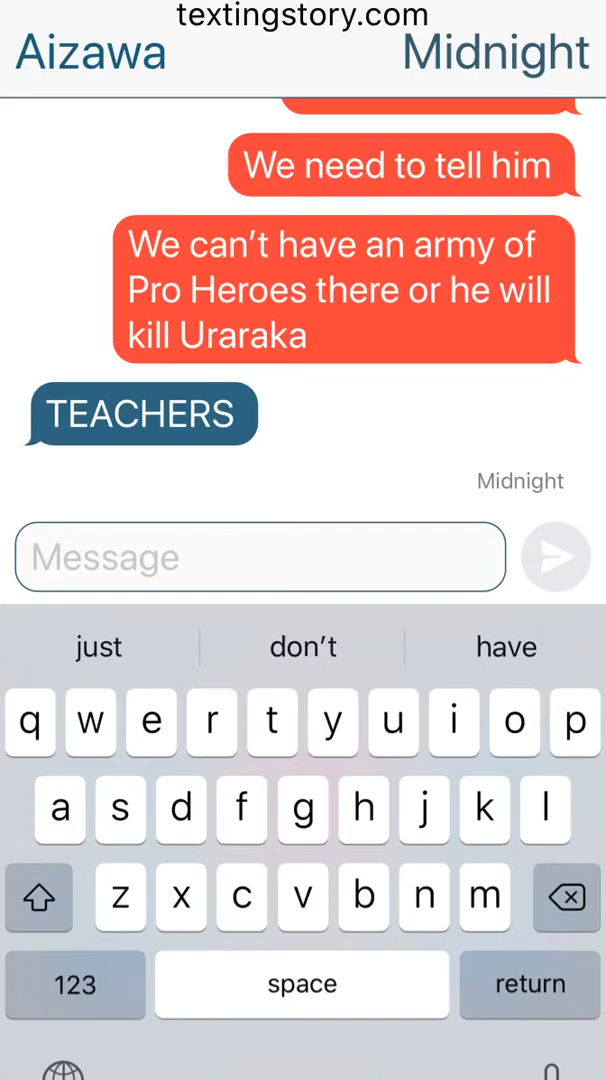 textingstory.com
Aizawa Midnight
We need to tell him
We can’t have an army of
Pro Heroes there or he will
kill Uraraka
TEACHERS
Midnight
Message
just don’t have
q w e r t y u i o p
a s d f g h j k l
z x c v b n m
123 space return